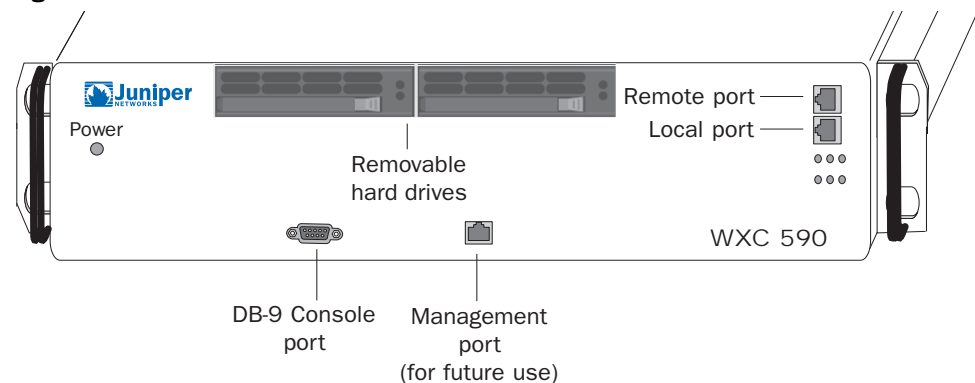 Juniper
NETWORKS
Power
Removable
hard drives
Remote port
Local port
WXC 590
DB-9 Console
port
Management
port
(for future use)